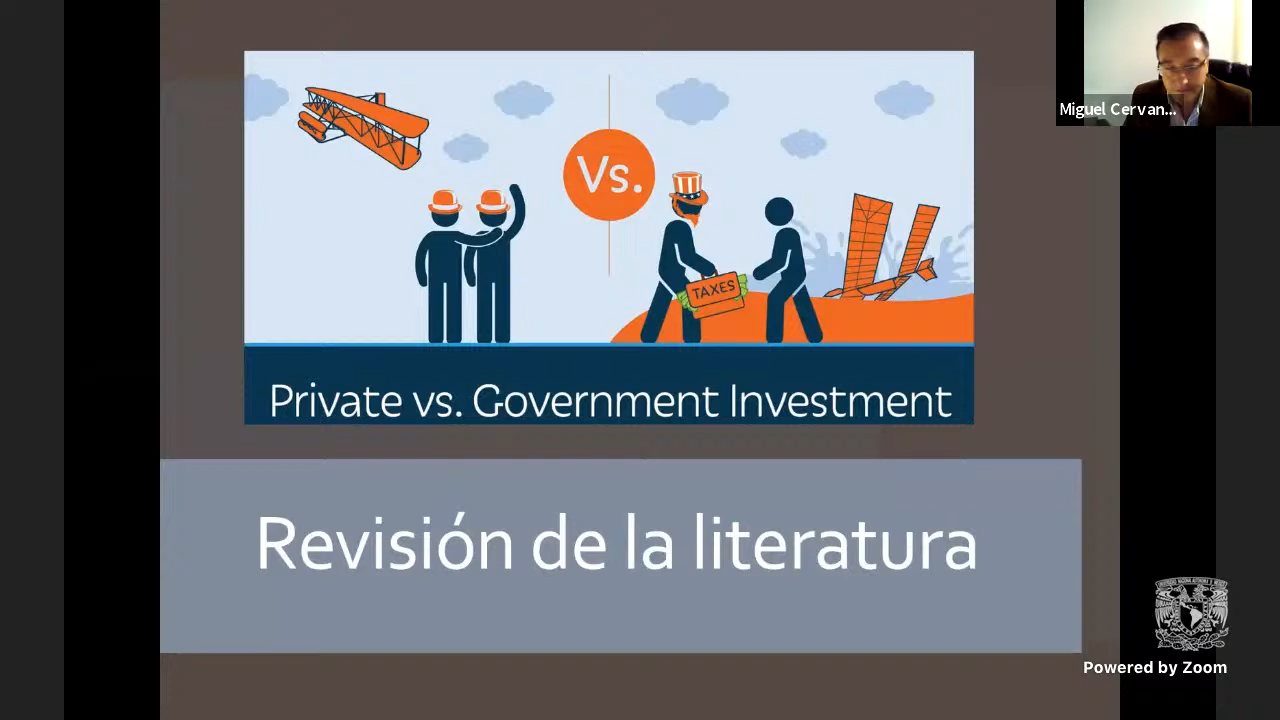 Miguel Cervan...
Vs.
TAXES
Private vs. Government Investment
Revisión de la literatura
Powered by Zoom